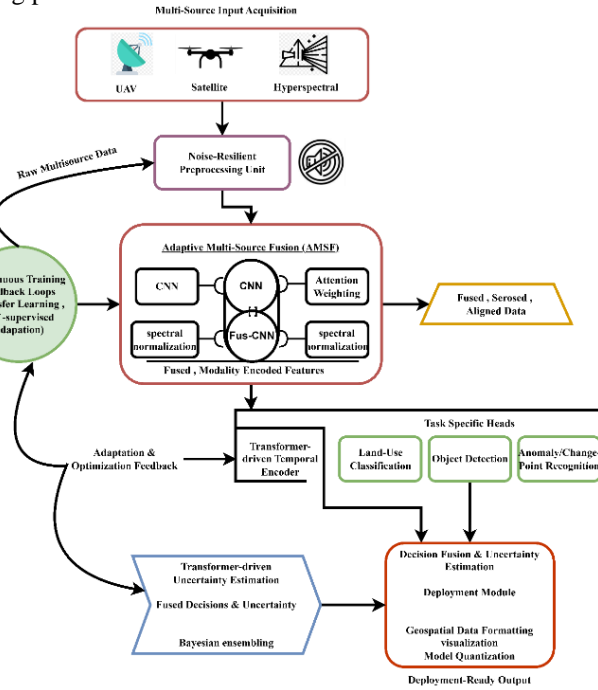 Multi-Source Input Acquisition
UAV
Satellite
Hyperspectral
Noise-Resilient
Preprocessing Unit
Raw Multisource Data
Adaptive Multi-Source Fusion (AMSF)
CNN
CNN
Attention
Weighting
spectral
normalization
Fus-CNN
spectral
normalization
Fused , Modality Encoded Features
Fused , Serosed ,
Aligned Data
Training
Loops
Learning ,
-supervised
Task Specific Heads
Transformer-
driven Temporal
Encoder
Land-Use
Classification
Object Detection
Anomaly/Change-
Point Recognition
Adaptation &
Optimization Feedback
Transformer-driven
Uncertainty Estimation
Fused Decisions & Uncertainty
Bayesian ensembling
Decision Fusion & Uncertainty
Estimation
Deployment Module
Geospatial Data Formatting
visualization
Model Quantization
Deployment-Ready Output